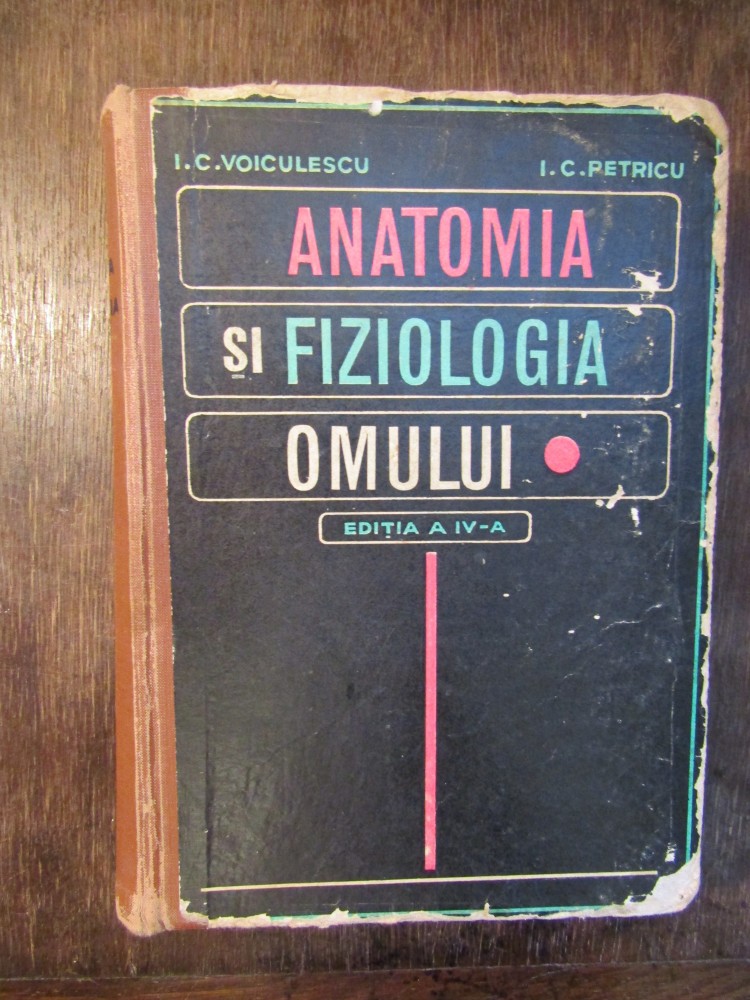 I.C.VOICULESCU I.C.PETRICU
ANATOMIA
ȘI FIZIOLOGIA
OMULUI
EDIȚIA A IV-A